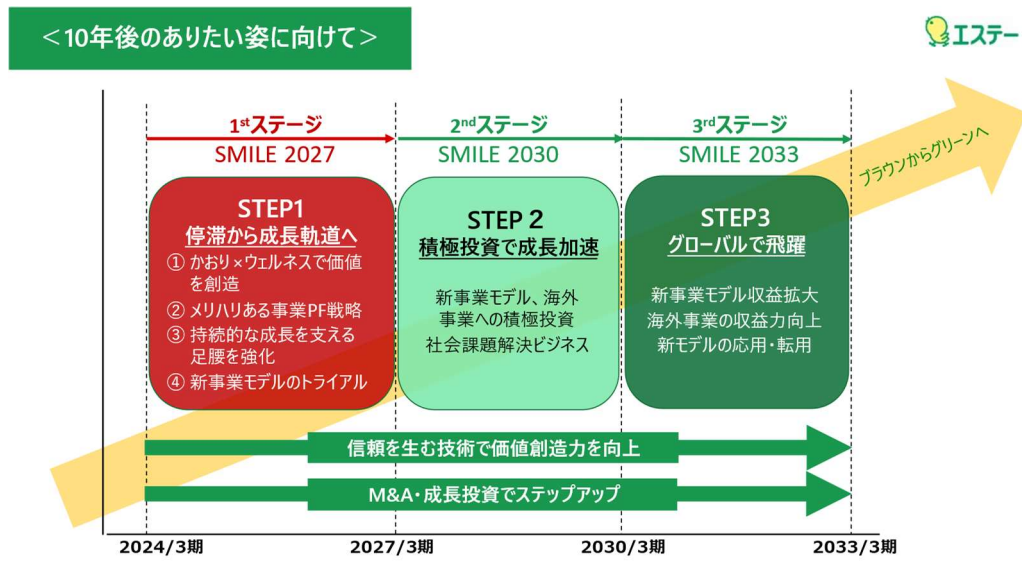 ＜10年後のありたい姿に向けて＞
エステー
1stステージ
SMILE 2027
2ndステージ
SMILE 2030
3rdステージ
SMILE 2033
ブラウンからグリーンへ
STEP1
停滞から成長軌道へ
① かおり×ウェルネスで価値
を創造
② メリハリある事業PF戦略
③ 持続的な成長を支える
足腰を強化
④ 新事業モデルのトライアル
STEP２
積極投資で成長加速
新事業モデル、海外
事業への積極投資
社会課題解決ビジネス
STEP3
グローバルで飛躍
新事業モデル収益拡大
海外事業の収益力向上
新モデルの応用・転用
信頼を生む技術で価値創造力を向上
M&A・成長投資でステップアップ
2024/3期
2027/3期
2030/3期
2033/3期